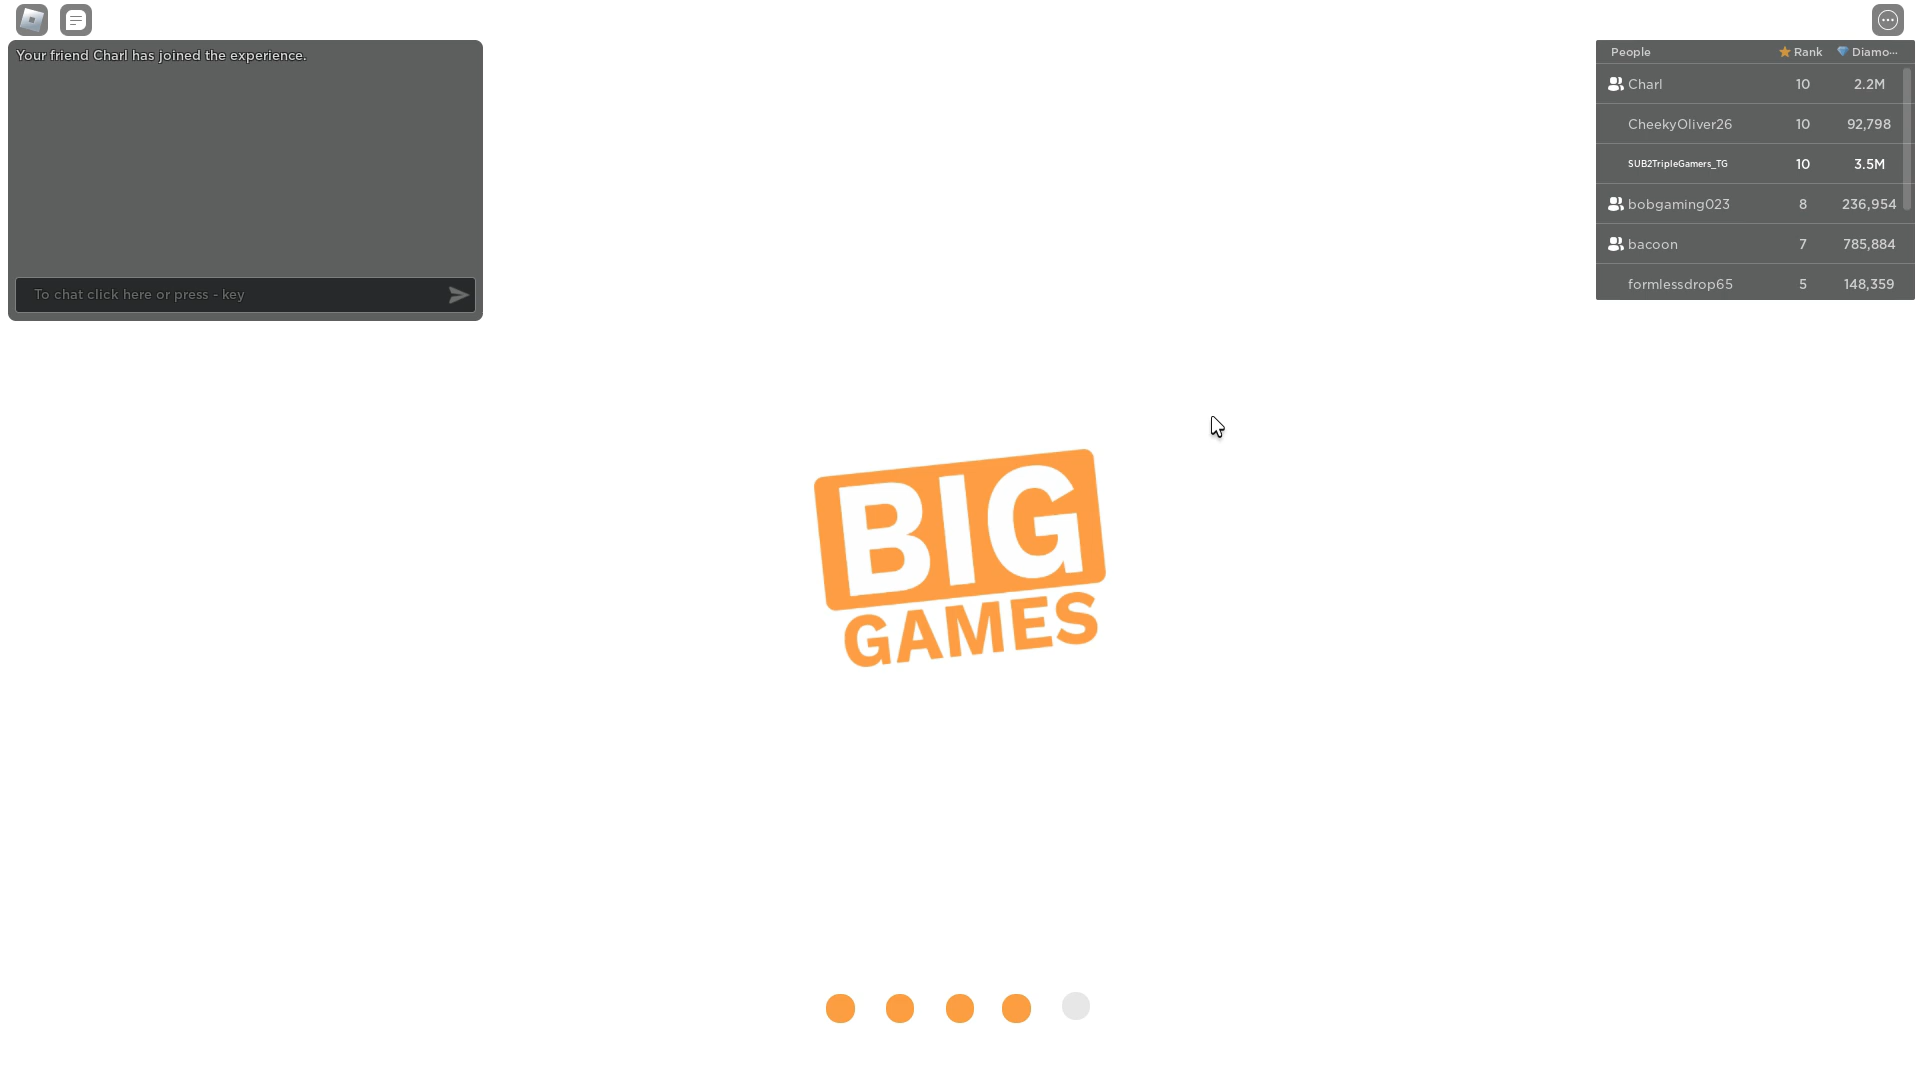 Your friend Charl has joined the experience.
To chat click here or press - key
People Rank Diamo...
Charl 10 2.2M
CheekyOliver26 10 92,798
SUB2TripleGamers_TG 10 3.5M
bobgaming023 8 236,954
bacoon 7 785,884
formlessdrop65 5 148,359
BIG
GAMES